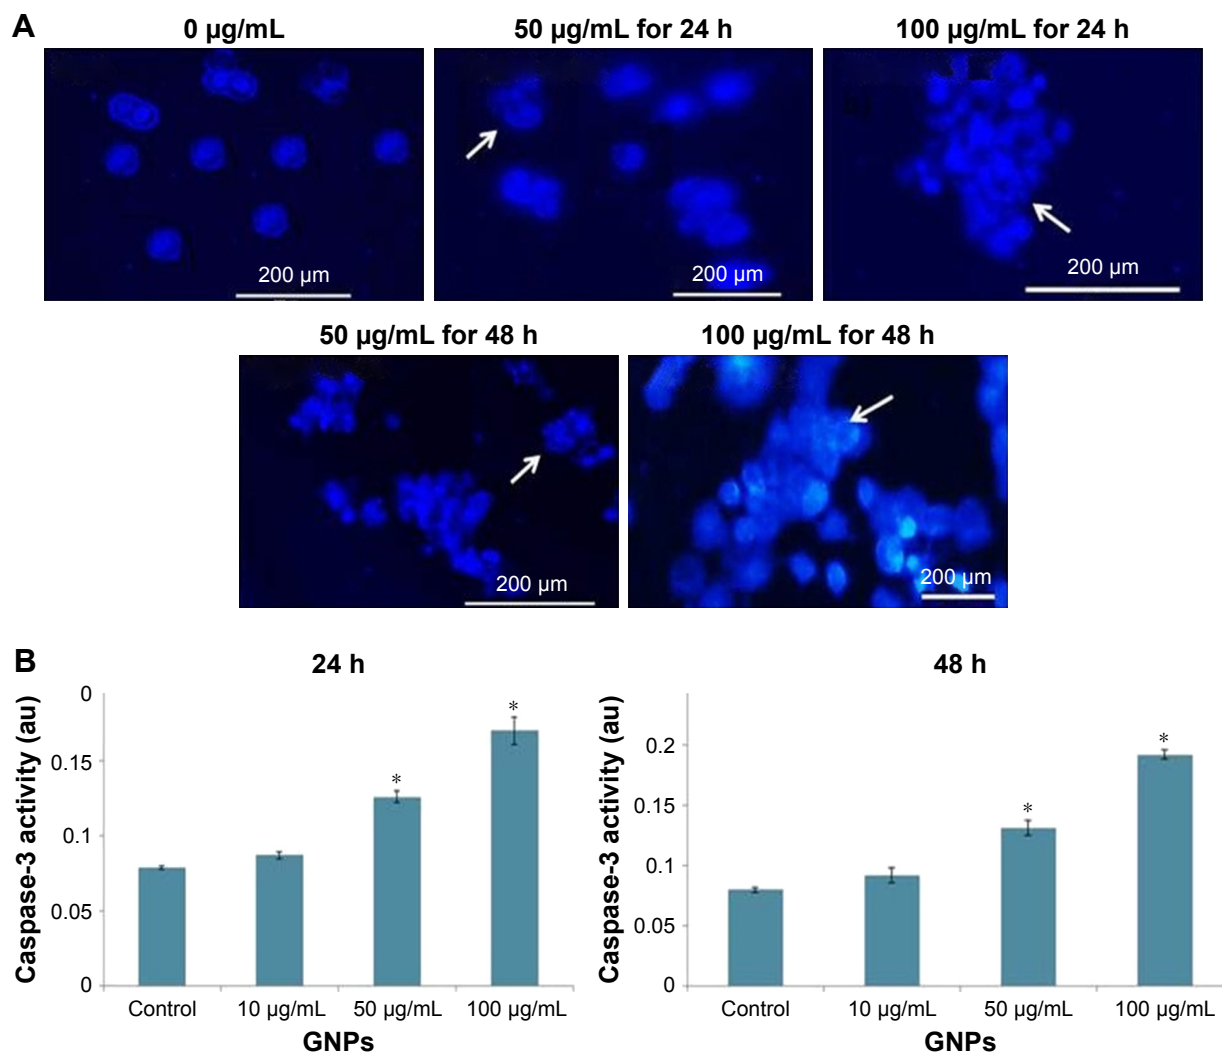 A
0 µg/mL
50 µg/mL for 24 h
100 µg/mL for 24 h
200 µm
200 µm
200 µm
50 µg/mL for 48 h
100 µg/mL for 48 h
200 µm
200 µm
B
24 h
Caspase-3 activity (au)
0
0.15
0.1
0.05
0
*
*
Control
10 µg/mL
50 µg/mL
100 µg/mL
GNPs
48 h
Caspase-3 activity (au)
0.2
0.15
0.1
0.05
0
*
*
Control
10 µg/mL
50 µg/mL
100 µg/mL
GNPs